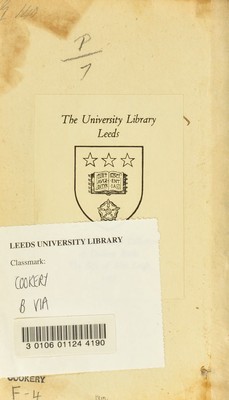 P
7
The University Library
Leeds
LEEDS UNIVERSITY LIBRARY
Classmark:
COOKERY
B VIA
3 0106 01124 4190
COOKERY
F-4